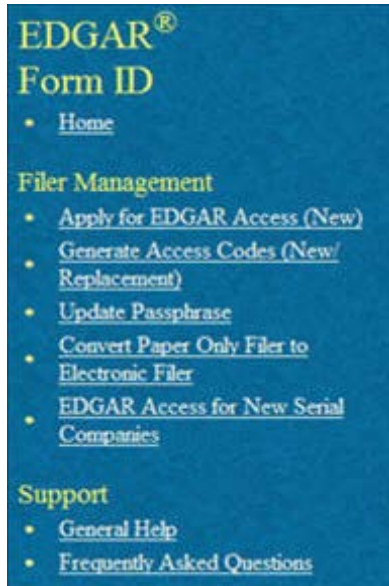 EDGAR®
Form ID
Home
Filer Management
Apply for EDGAR Access (New)
Generate Access Codes (New/
Replacement)
Update Passphrase
Convert Paper Only Filer to
Electronic Filer
EDGAR Access for New Serial
Companies
Support
General Help
Frequently Asked Questions